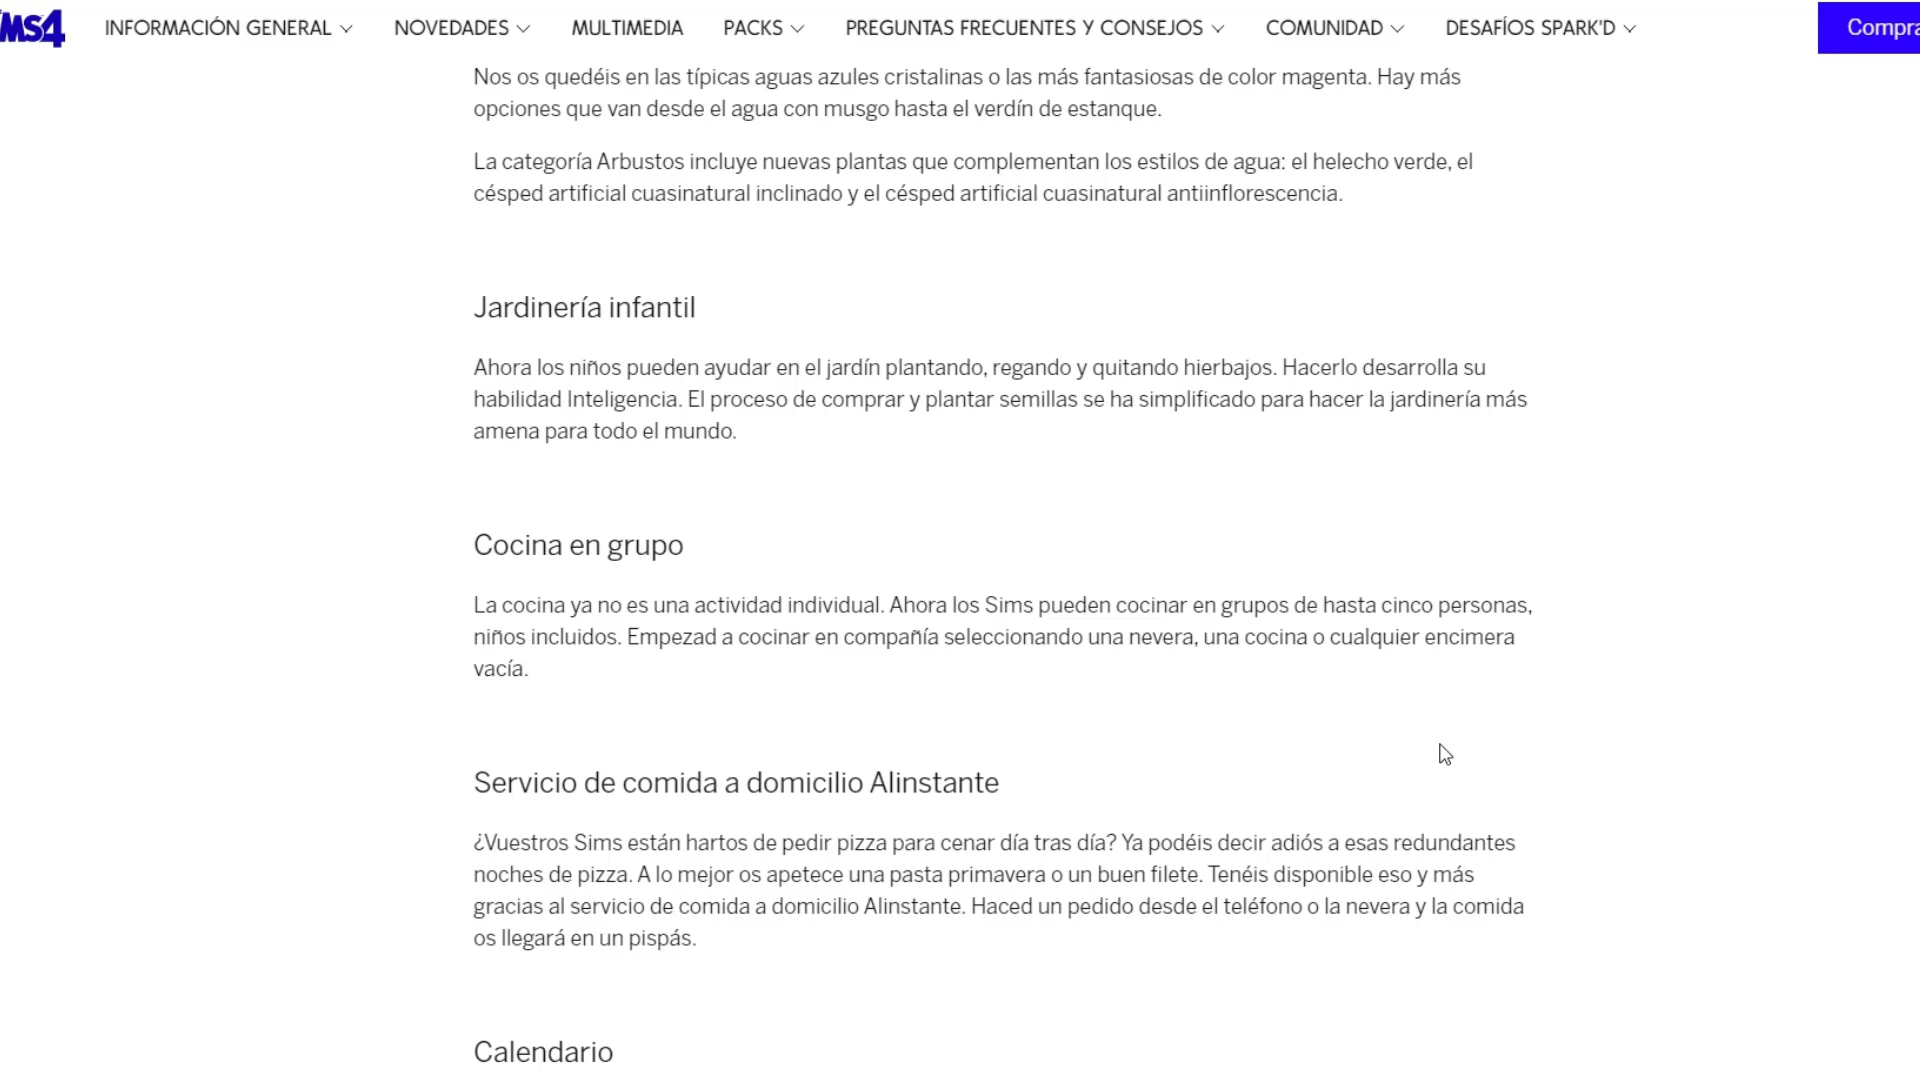 MS4
INFORMACIÓN GENERAL NOVEDADES MULTIMEDIA PACKS PREGUNTAS FRECUENTES Y CONSEJOS COMUNIDAD DESAFÍOS SPARK'D Compra
Nos os quedéis en las típicas aguas azules cristalinas o las más fantasiosas de color magenta. Hay más
opciones que van desde el agua con musgo hasta el verdín de estanque.
La categoría Arbustos incluye nuevas plantas que complementan los estilos de agua: el helecho verde, el
césped artificial cuasinatural inclinado y el césped artificial cuasinatural antiinflorescencia.
Jardinería infantil
Ahora los niños pueden ayudar en el jardín plantando, regando y quitando hierbajos. Hacerlo desarrolla su
habilidad Inteligencia. El proceso de comprar y plantar semillas se ha simplificado para hacer la jardinería más
amena para todo el mundo.
Cocina en grupo
La cocina ya no es una actividad individual. Ahora los Sims pueden cocinar en grupos de hasta cinco personas,
niños incluidos. Empezad a cocinar en compañía seleccionando una nevera, una cocina o cualquier encimera
vacía.
Servicio de comida a domicilio Alinstante
¿Vuestros Sims están hartos de pedir pizza para cenar día tras día? Ya podéis decir adiós a esas redundantes
noches de pizza. A lo mejor os apetece una pasta primavera o un buen filete. Tenéis disponible eso y más
gracias al servicio de comida a domicilio Alinstante. Haced un pedido desde el teléfono o la nevera y la comida
os llegará en un pispás.
Calendario